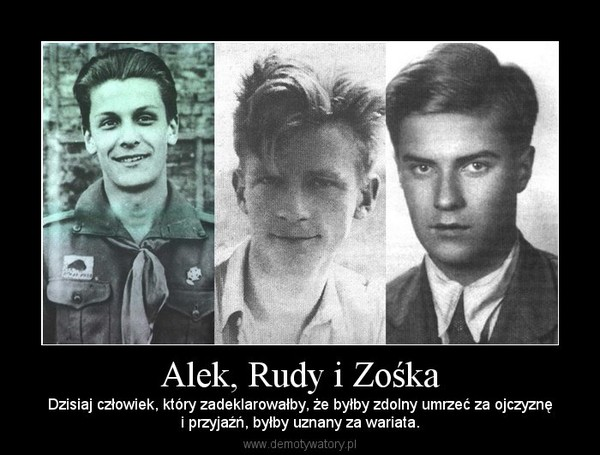 Alek, Rudy i Zośka
Dzisiaj człowiek, który zadeklarowałby, że byłby zdolny umrzeć za ojczyznę
i przyjaźń, byłby uznany za wariata.
www.demotywatory.pl